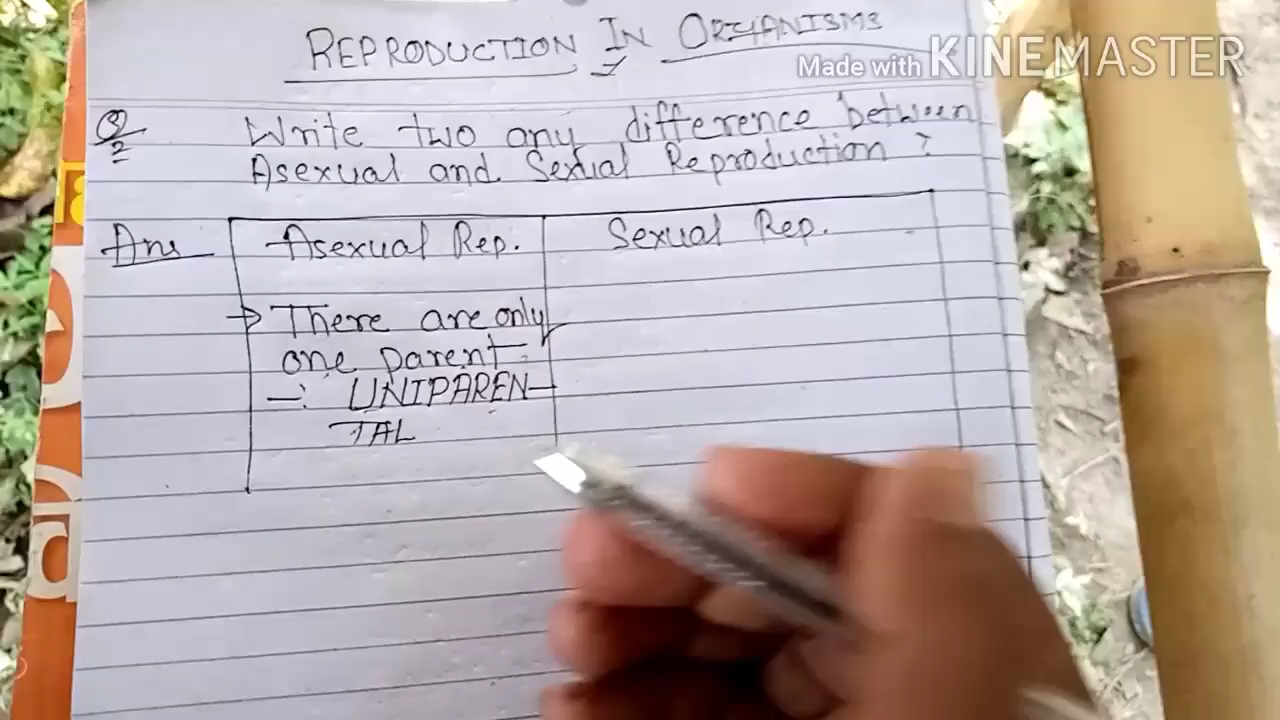 REPRODUCTION IN ORGANISMS
Made with KINEMASTER
Q2 Write two any difference between
Asexual and Sexual Reproduction ?
Ans Asexual Rep. Sexual Rep.
→ There are only
one parent.
-: UNIPAREN-
TAL